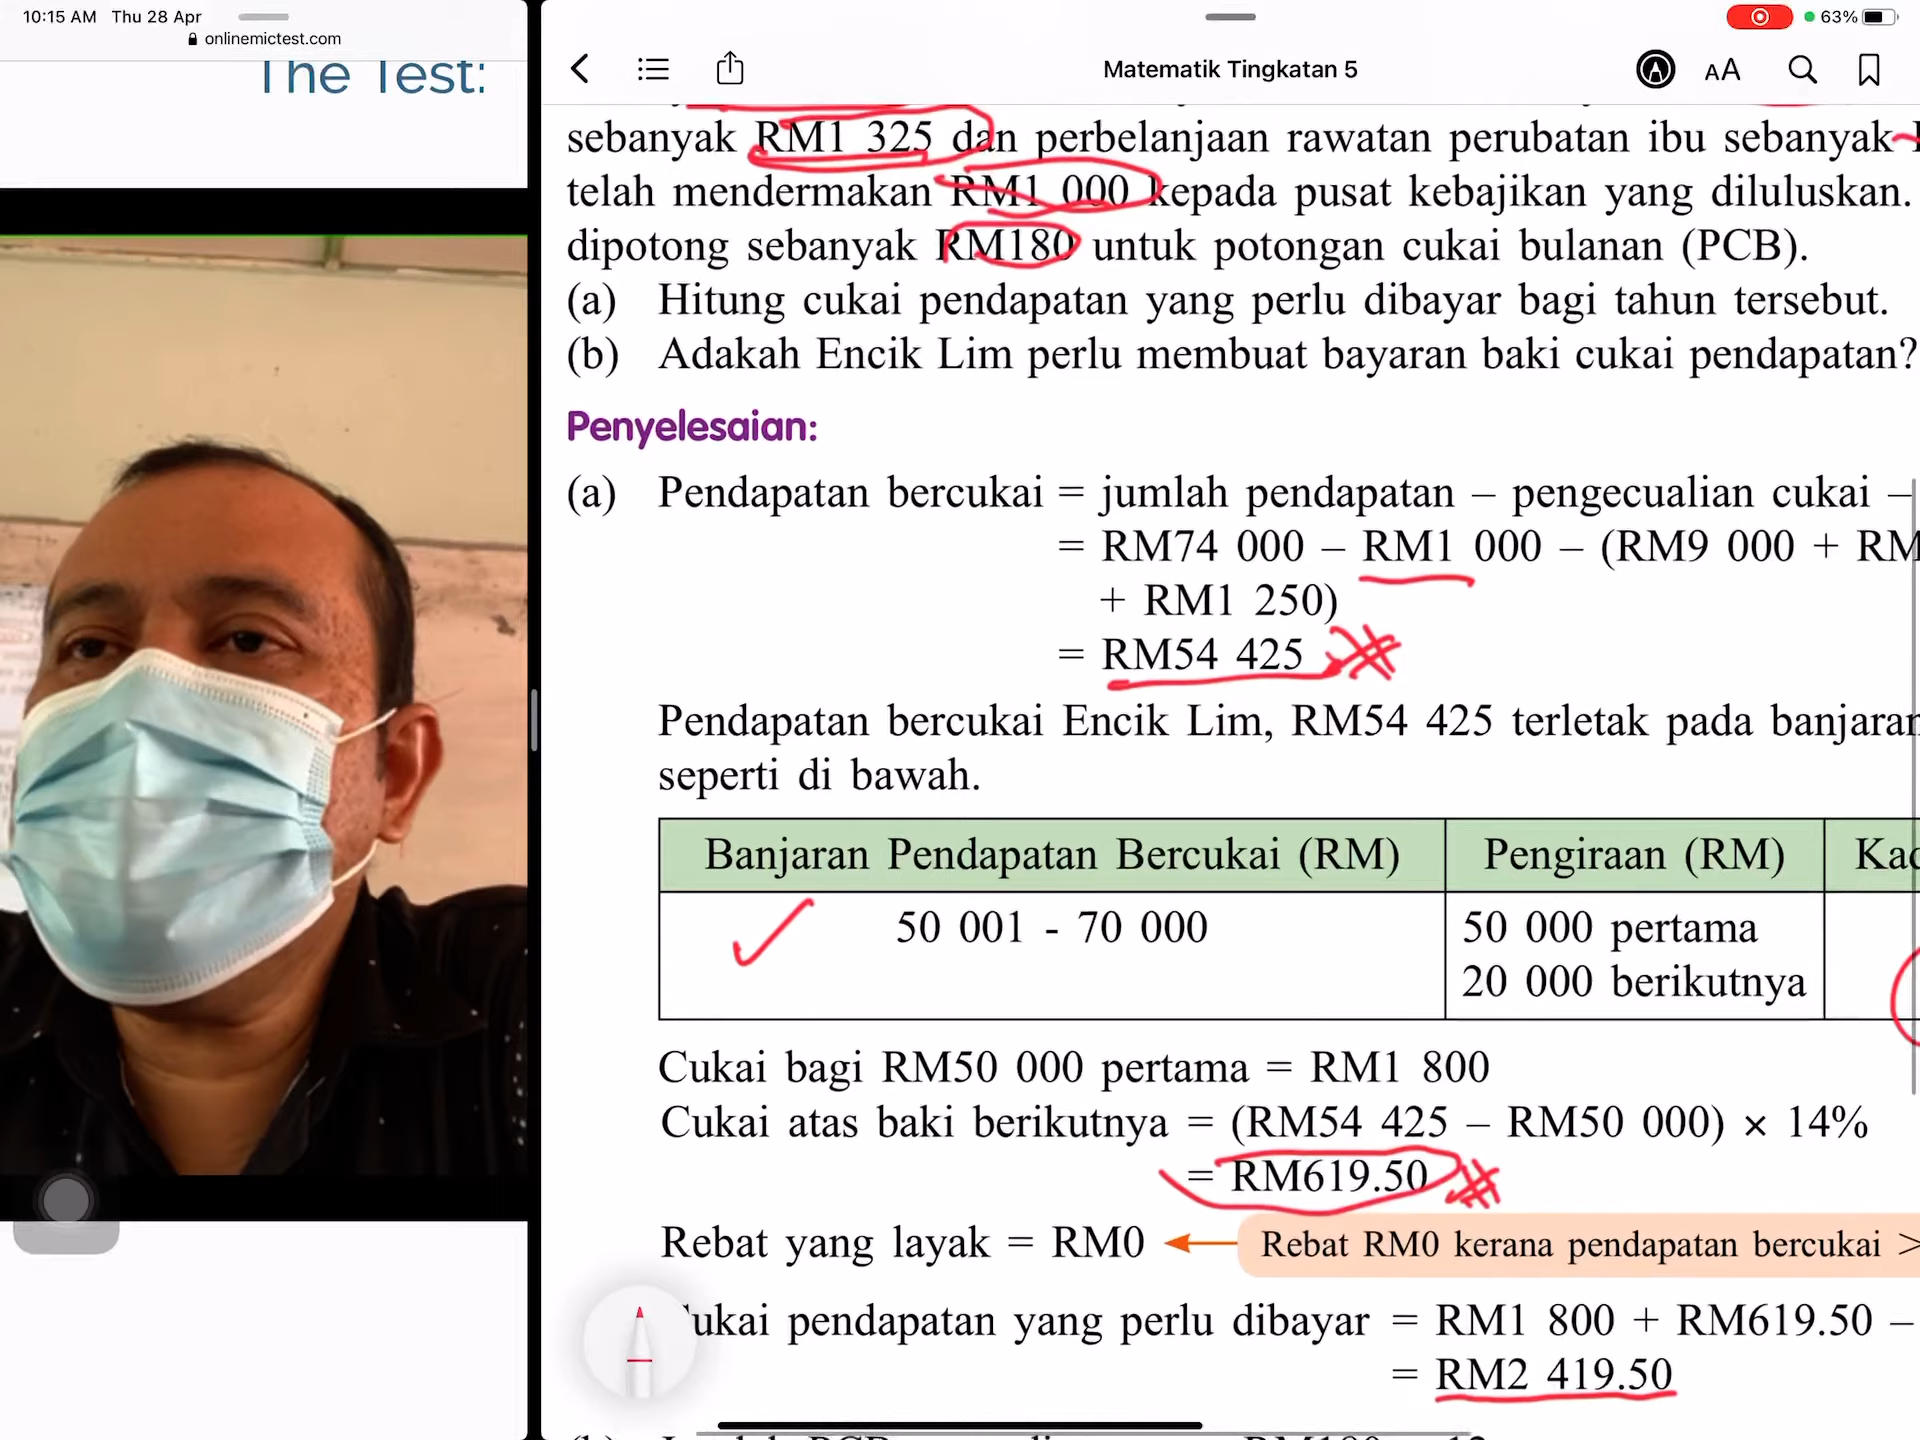 10:15 AM Thu 28 Apr
onlinemictest.com
The Test:
63%
Matematik Tingkatan 5
AA
sebanyak RM1 325 dan perbelanjaan rawatan perubatan ibu sebanyak
telah mendermakan RM1 000 kepada pusat kebajikan yang diluluskan.
dipotong sebanyak RM180 untuk potongan cukai bulanan (PCB).
(a) Hitung cukai pendapatan yang perlu dibayar bagi tahun tersebut.
(b) Adakah Encik Lim perlu membuat bayaran baki cukai pendapatan?
Penyelesaian:
(a) Pendapatan bercukai = jumlah pendapatan – pengecualian cukai –
= RM74 000 – RM1 000 – (RM9 000 + RM
+ RM1 250)
= RM54 425
Pendapatan bercukai Encik Lim, RM54 425 terletak pada banjaran
seperti di bawah.
Banjaran Pendapatan Bercukai (RM) Pengiraan (RM)
50 001 - 70 000 50 000 pertama
20 000 berikutnya
Cukai bagi RM50 000 pertama = RM1 800
Cukai atas baki berikutnya = (RM54 425 – RM50 000) × 14%
= RM619.50
Rebat yang layak = RM0 Rebat RM0 kerana pendapatan bercukai >
ukai pendapatan yang perlu dibayar = RM1 800 + RM619.50 –
= RM2 419.50